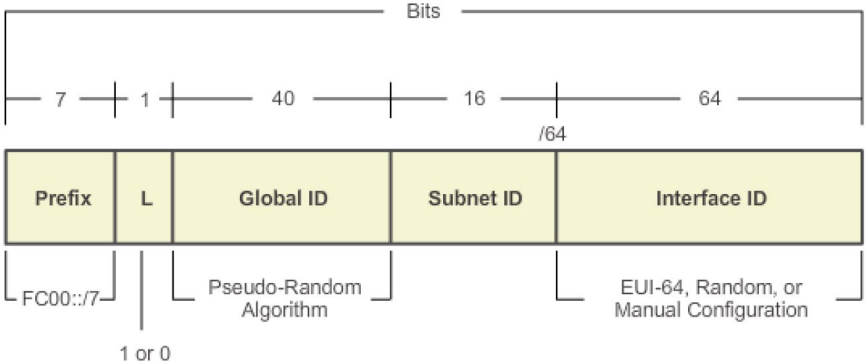 Bits
7 1 40 16 64
/64
Prefix L Global ID Subnet ID Interface ID
FC00::/7
Pseudo-Random
Algorithm
EUI-64, Random, or
Manual Configuration
1 or 0